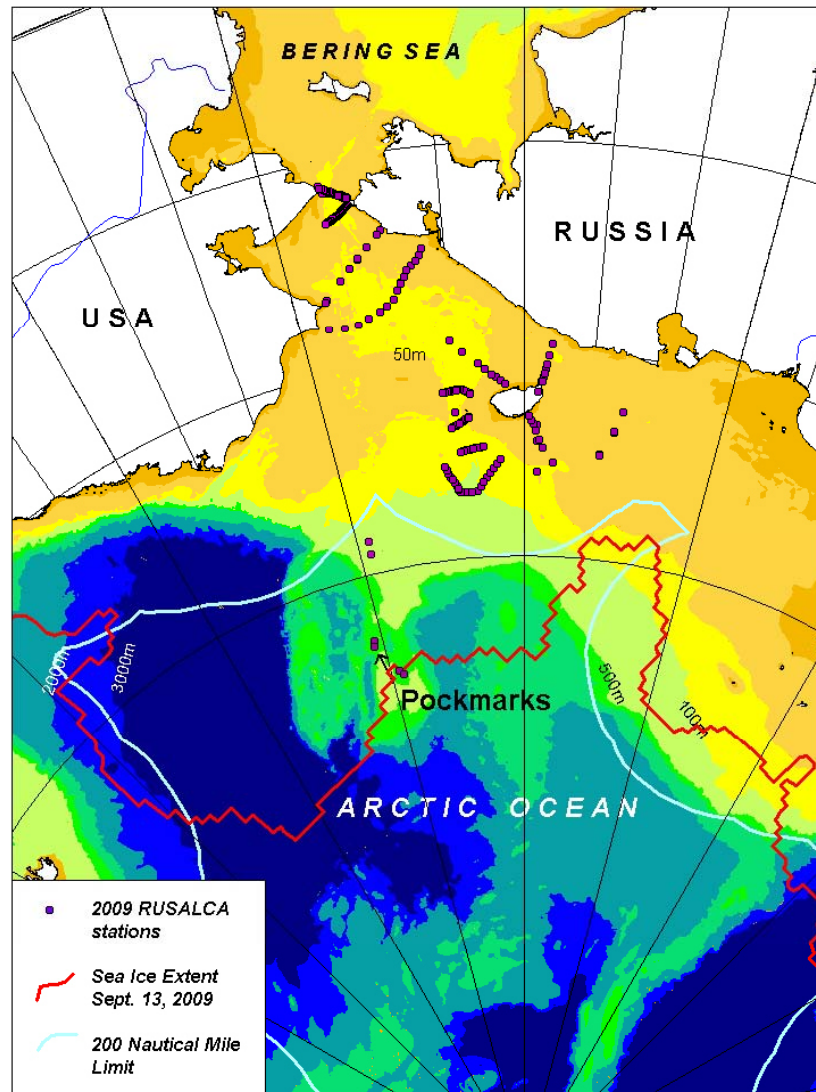 BERING SEA
RUSSIA
USA
50m
2000m
3000m
500m
100m
Pockmarks
ARCTIC OCEAN
2009 RUSALCA
stations
Sea Ice Extent
Sept. 13, 2009
200 Nautical Mile
Limit